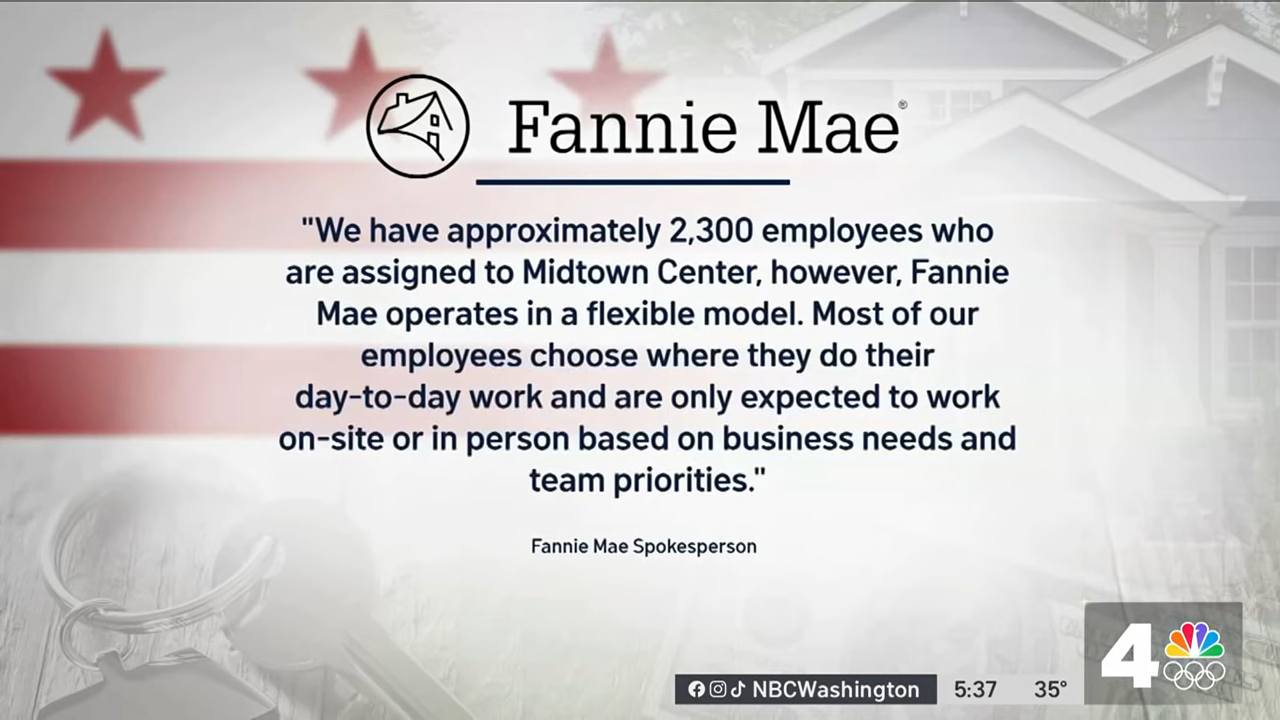 Fannie Mae®
"We have approximately 2,300 employees who
are assigned to Midtown Center, however, Fannie
Mae operates in a flexible model. Most of our
employees choose where they do their
day-to-day work and are only expected to work
on-site or in person based on business needs and
team priorities."
Fannie Mae Spokesperson
4
NBCWashington 5:37 35°